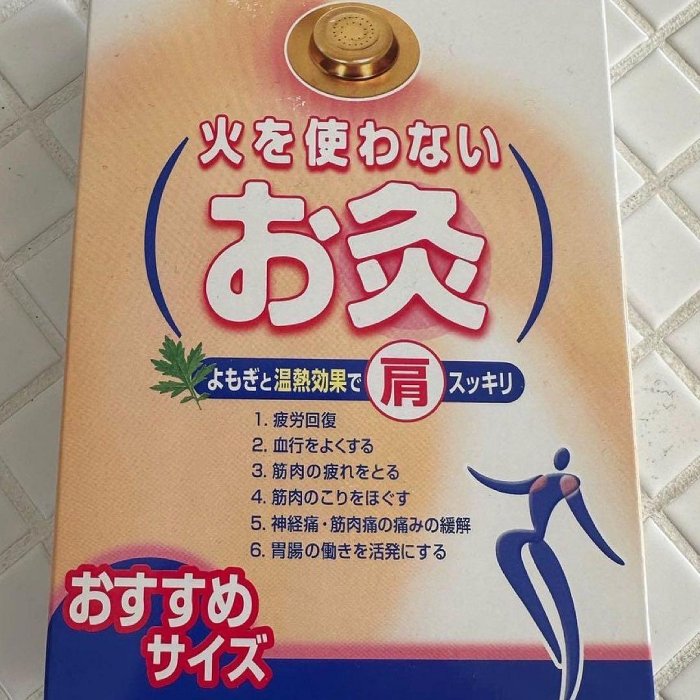 火を使わない
お灸
よもぎと温熱効果で肩スッキリ
1. 疲労回復
2. 血行をよくする
3. 筋肉の疲れをとる
4. 筋肉のこりをほぐす
5. 神経痛・筋肉痛の痛みの緩解
6. 胃腸の働きを活発にする
おすすめ
サイズ